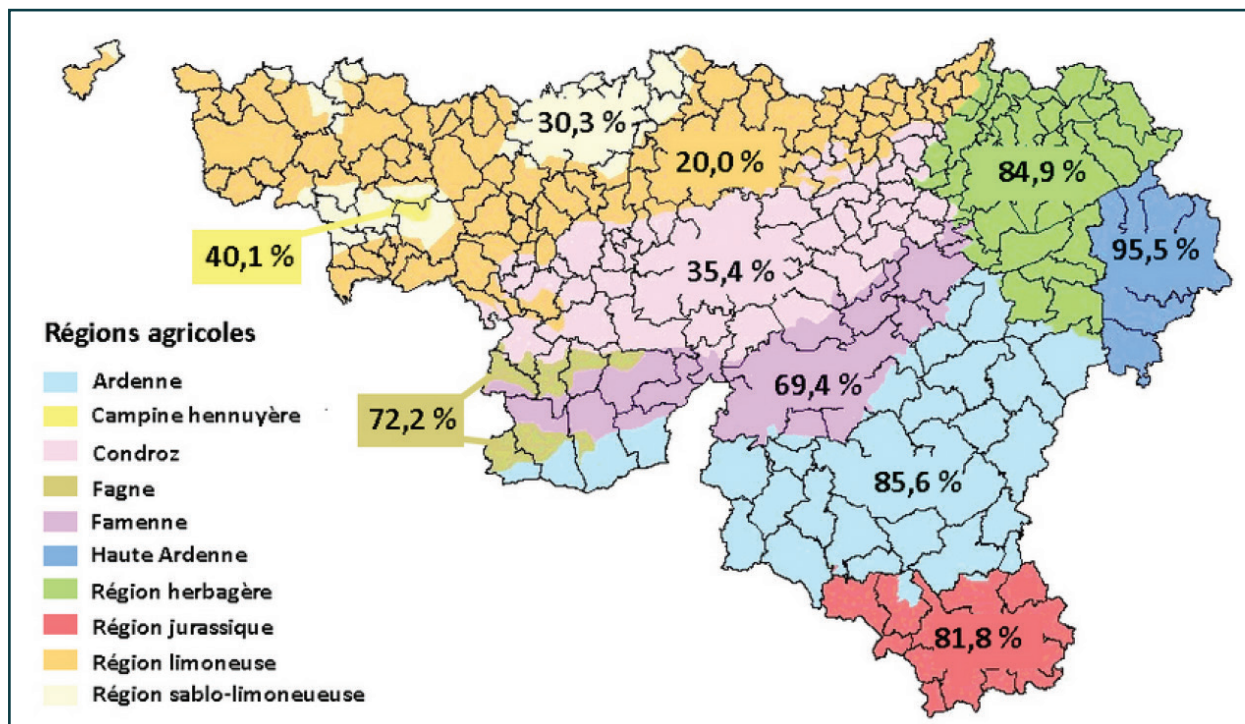 30,3 %
20,0 %
84,9 %
40,1 %
35,4 %
95,5 %
Régions agricoles
Ardenne
Campine hennuyère
Condroz
Fagne
Famenne
Haute Ardenne
Région herbagère
Région jurassique
Région limoneuse
Région sablo-limoneueuse
72,2 %
69,4 %
85,6 %
81,8 %